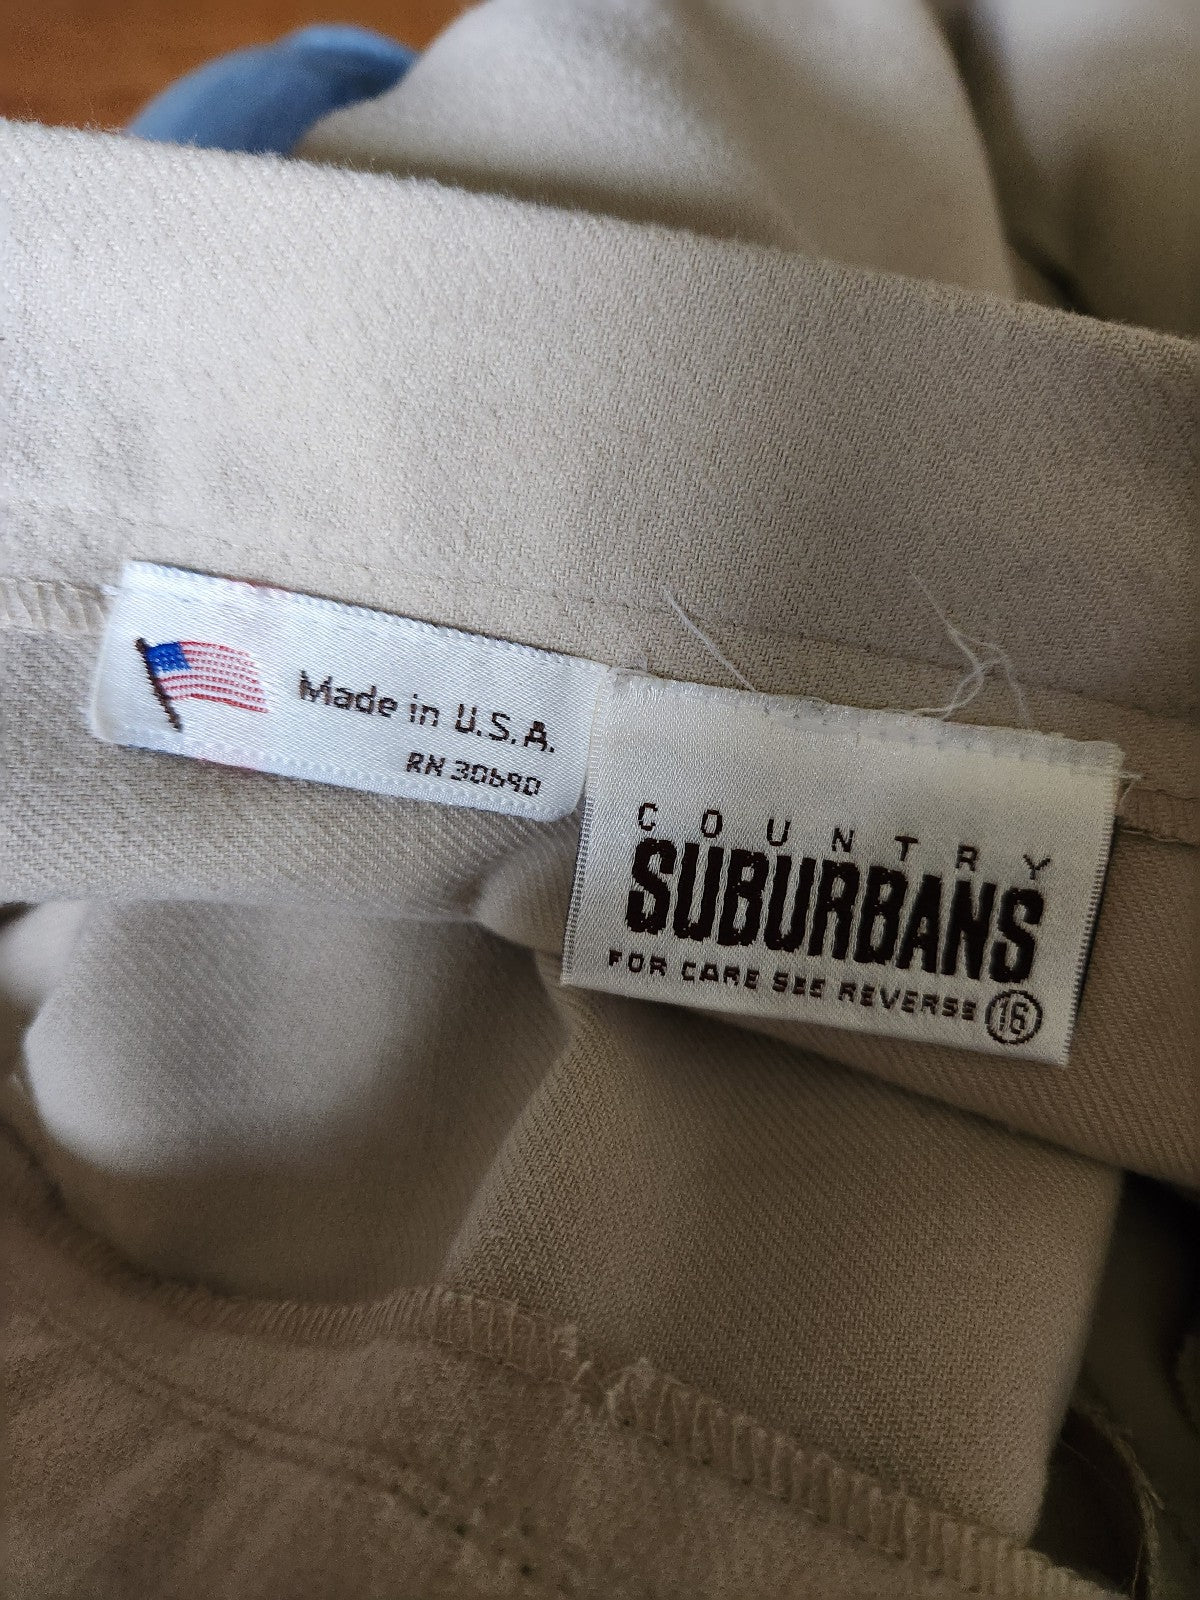 Made in U.S.A.
RN 30690
COUNTRY
SUBURBANS
FOR CARE SEE REVERSE 16